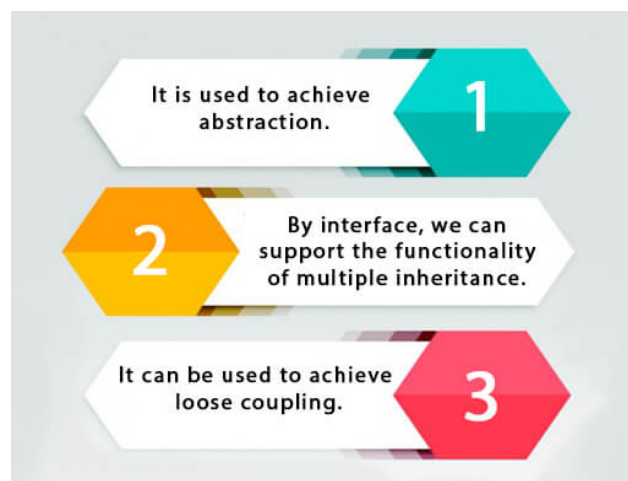 It is used to achieve
abstraction.
1
2
By interface, we can
support the functionality
of multiple inheritance.
It can be used to achieve
loose coupling.
3